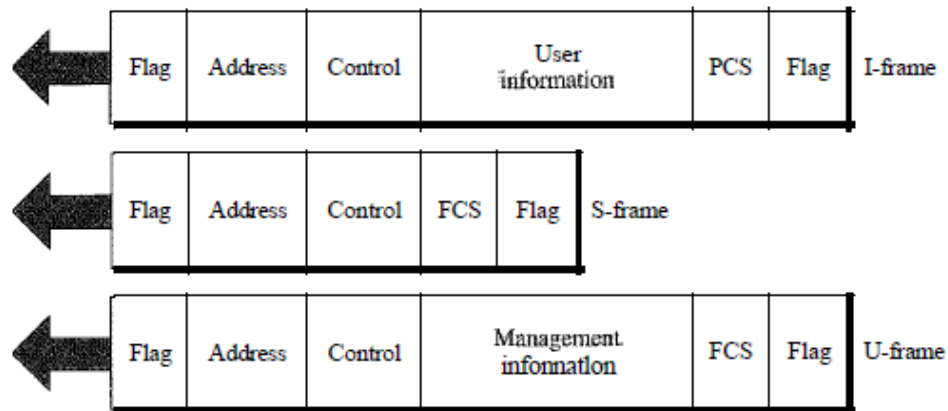 Flag Address Control User information PCS Flag I-frame
Flag Address Control FCS Flag S-frame
Flag Address Control Management. infonnatlon FCS Flag U-frame